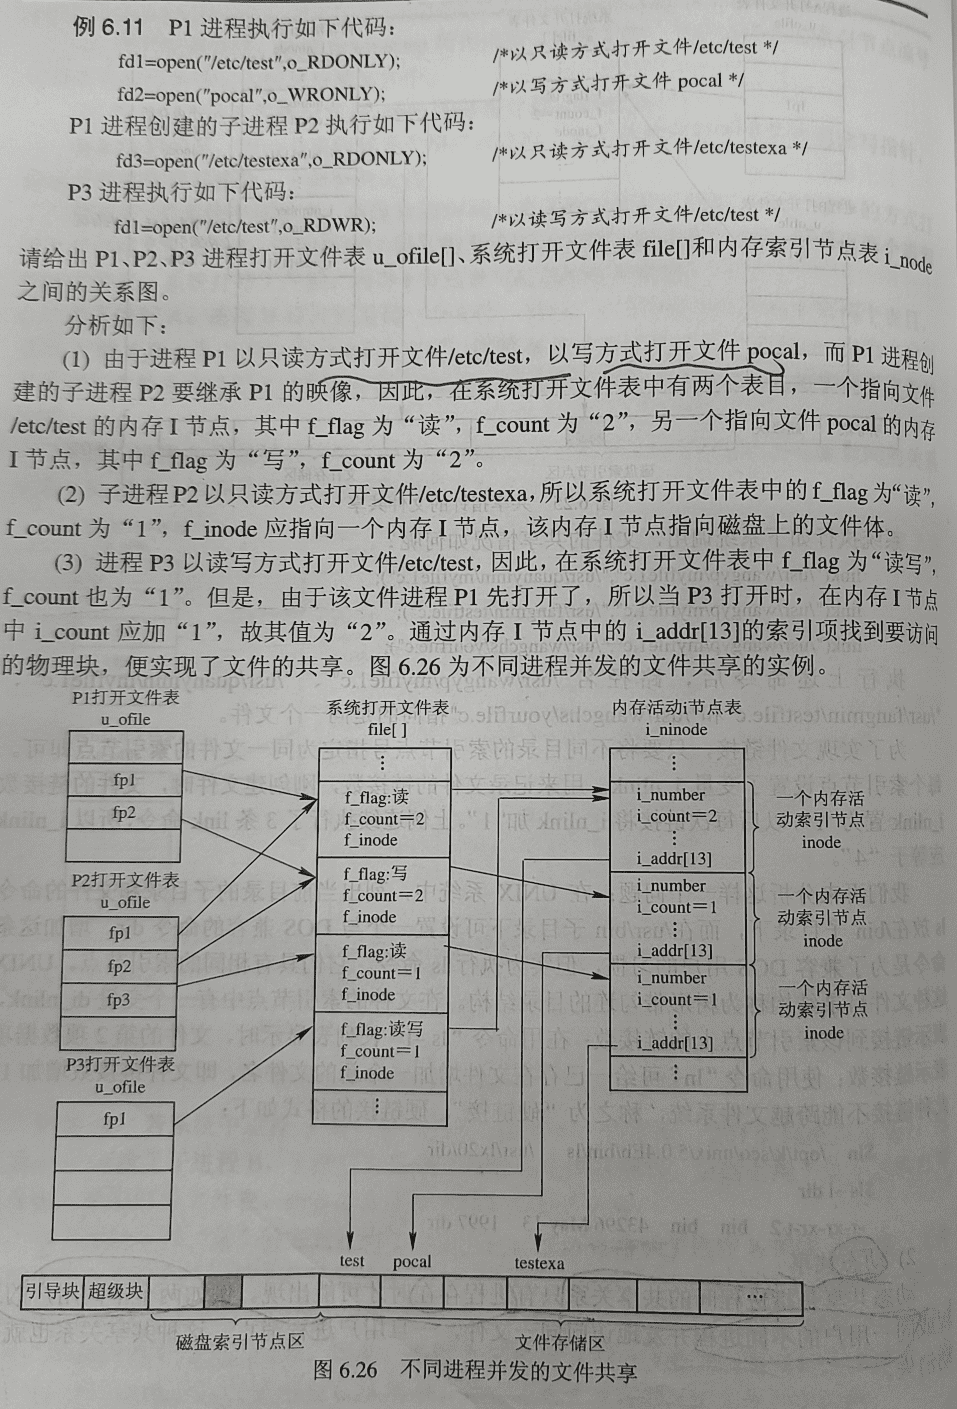 例 6.11 P1 进程执行如下代码：
fd1=open("/etc/test",o_RDONLY); /*以只读方式打开文件/etc/test */
fd2=open("pocal",o_WRONLY); /*以写方式打开文件 pocal */
P1 进程创建的子进程 P2 执行如下代码：
fd3=open("/etc/testexa",o_RDONLY); /*以只读方式打开文件/etc/testexa */
P3 进程执行如下代码：
fd1=open("/etc/test",o_RDWR); /*以读写方式打开文件/etc/test */
请给出 P1、P2、P3 进程打开文件表 u_ofile[]、系统打开文件表 file[]和内存索引节点表 i_node
之间的关系图。
分析如下：
(1) 由于进程 P1 以只读方式打开文件/etc/test，以写方式打开文件 pocal，而 P1 进程创
建的子进程 P2 要继承 P1 的映像，因此，在系统打开文件表中有两个表目，一个指向文件
/etc/test 的内存 I 节点，其中 f_flag 为“读”，f_count 为“2”，另一个指向文件 pocal 的内存
I 节点，其中 f_flag 为“写”，f_count 为“2”。
(2) 子进程 P2 以只读方式打开文件/etc/testexa，所以系统打开文件表中的 f_flag 为“读”，
f_count 为“1”，f_inode 应指向一个内存 I 节点，该内存 I 节点指向磁盘上的文件体。
(3) 进程 P3 以读写方式打开文件/etc/test，因此，在系统打开文件表中 f_flag 为“读写”，
f_count 也为“1”。但是，由于该文件进程 P1 先打开了，所以当 P3 打开时，在内存 I 节点
中 i_count 应加“1”，故其值为“2”。通过内存 I 节点中的 i_addr[13]的索引项找到要访问
的物理块，便实现了文件的共享。图 6.26 为不同进程并发的文件共享的实例。
P1打开文件表
u_ofile
fp1
fp2
P2打开文件表
u_ofile
fp1
fp2
fp3
P3打开文件表
u_ofile
fp1
系统打开文件表
file[ ]
⋮
f_flag:读
f_count=2
f_inode
f_flag:写
f_count=2
f_inode
f_flag:读
f_count=1
f_inode
f_flag:读写
f_count=1
f_inode
⋮
内存活动i节点表
i_ninode
⋮
i_number
i_count=2
⋮
i_addr[13]
i_number
i_count=1
⋮
i_addr[13]
i_number
i_count=1
⋮
i_addr[13]
⋮
一个内存活
动索引节点
inode
一个内存活
动索引节点
inode
一个内存活
动索引节点
inode
test pocal testexa
引导块 超级块 …
磁盘索引节点区 文件存储区
图 6.26 不同进程并发的文件共享